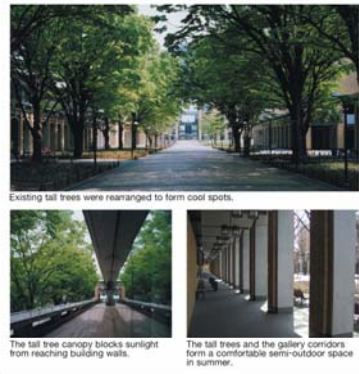 Existing tall trees were rearranged to form cool spots.
The tall tree canopy blocks sunlight
from reaching building walls.
The tall trees and the gallery corridors
form a comfortable semi-outdoor space
in summer.